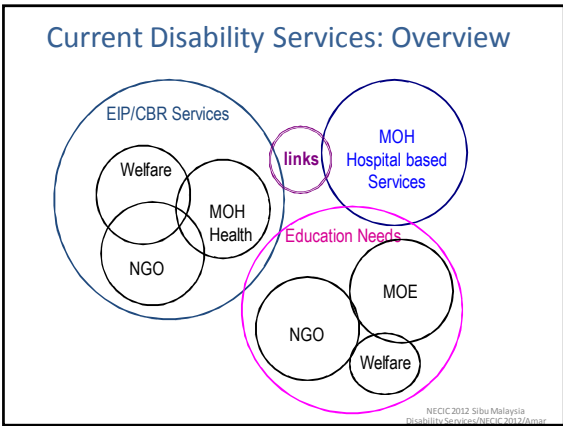 Current Disability Services: Overview
EIP/CBR Services
Welfare
MOH
Health
NGO
links
MOH
Hospital based
Services
Education Needs
MOE
NGO
Welfare
NECIC 2012 Sibu Malaysia
Disability Services/NECIC 2012/Amar